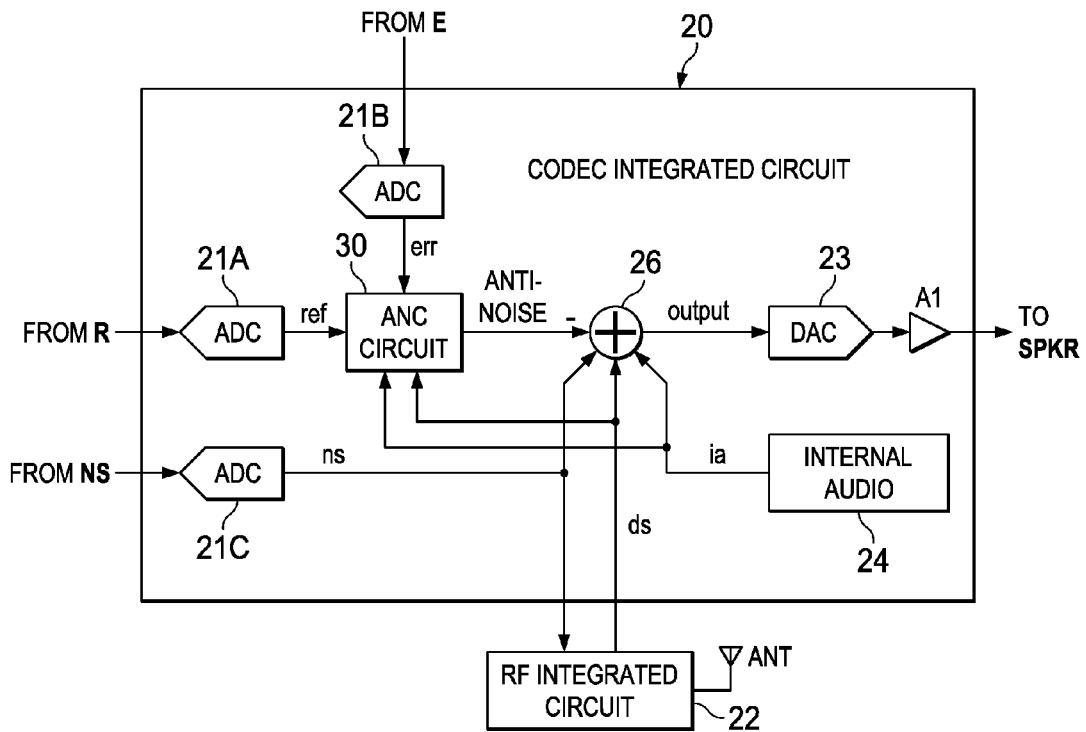 FROM E
20
21B
ADC
CODEC INTEGRATED CIRCUIT
err
30
21A
ANTI-
NOISE
26
23
A1
FROM R
ADC
ref
ANC
CIRCUIT
-
+
output
DAC
TO
SPKR
FROM NS
ADC
ns
ia
INTERNAL
AUDIO
21C
ds
24
RF INTEGRATED
CIRCUIT
ANT
22